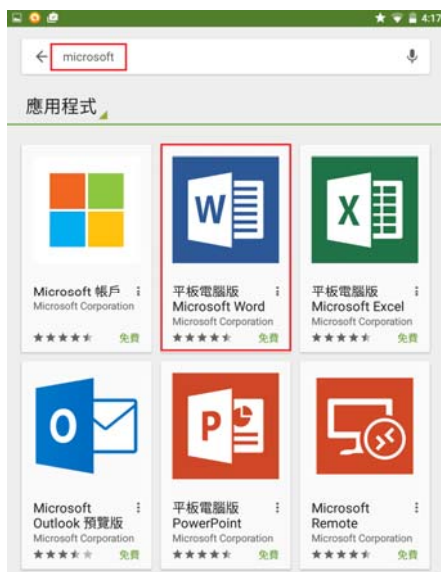 4:17
microsoft
應用程式
Microsoft 帳戶
Microsoft Corporation
免費
平板電腦版
Microsoft Word
Microsoft Corporation
免費
平板電腦版
Microsoft Excel
Microsoft Corporation
免費
Microsoft
Outlook 預覽版
Microsoft Corporation
免費
平板電腦版
PowerPoint
Microsoft Corporation
免費
Microsoft
Remote
Microsoft Corporation
免費